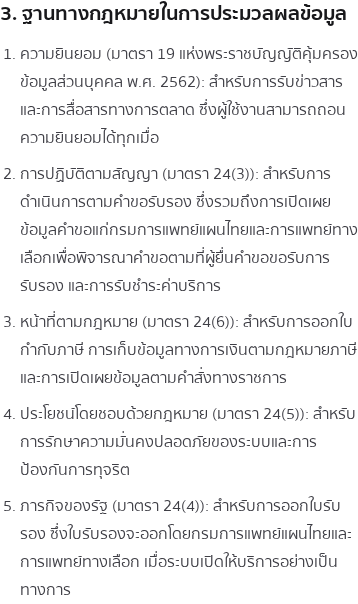 3. ฐานทางกฎหมายในการประมวลผลข้อมูล
1. ความยินยอม (มาตรา 19 แห่งพระราชบัญญัติคุ้มครอง
ข้อมูลส่วนบุคคล พ.ศ. 2562): สำหรับการรับข่าวสาร
และการสื่อสารทางการตลาด ซึ่งผู้ใช้งานสามารถถอน
ความยินยอมได้ทุกเมื่อ
2. การปฏิบัติตามสัญญา (มาตรา 24(3)): สำหรับการ
ดำเนินการตามคำขอรับรอง ซึ่งรวมถึงการเปิดเผย
ข้อมูลคำขอแก่กรมการแพทย์แผนไทยและการแพทย์ทาง
เลือกเพื่อพิจารณาคำขอตามที่ผู้ยื่นคำขอขอรับการ
รับรอง และการรับชำระค่าบริการ
3. หน้าที่ตามกฎหมาย (มาตรา 24(6)): สำหรับการออกใบ
กำกับภาษี การเก็บข้อมูลทางการเงินตามกฎหมายภาษี
และการเปิดเผยข้อมูลตามคำสั่งทางราชการ
4. ประโยชน์โดยชอบด้วยกฎหมาย (มาตรา 24(5)): สำหรับ
การรักษาความมั่นคงปลอดภัยของระบบและการ
ป้องกันการทุจริต
5. ภารกิจของรัฐ (มาตรา 24(4)): สำหรับการออกใบรับ
รอง ซึ่งใบรับรองจะออกโดยกรมการแพทย์แผนไทยและ
การแพทย์ทางเลือก เมื่อระบบเปิดให้บริการอย่างเป็น
ทางการ